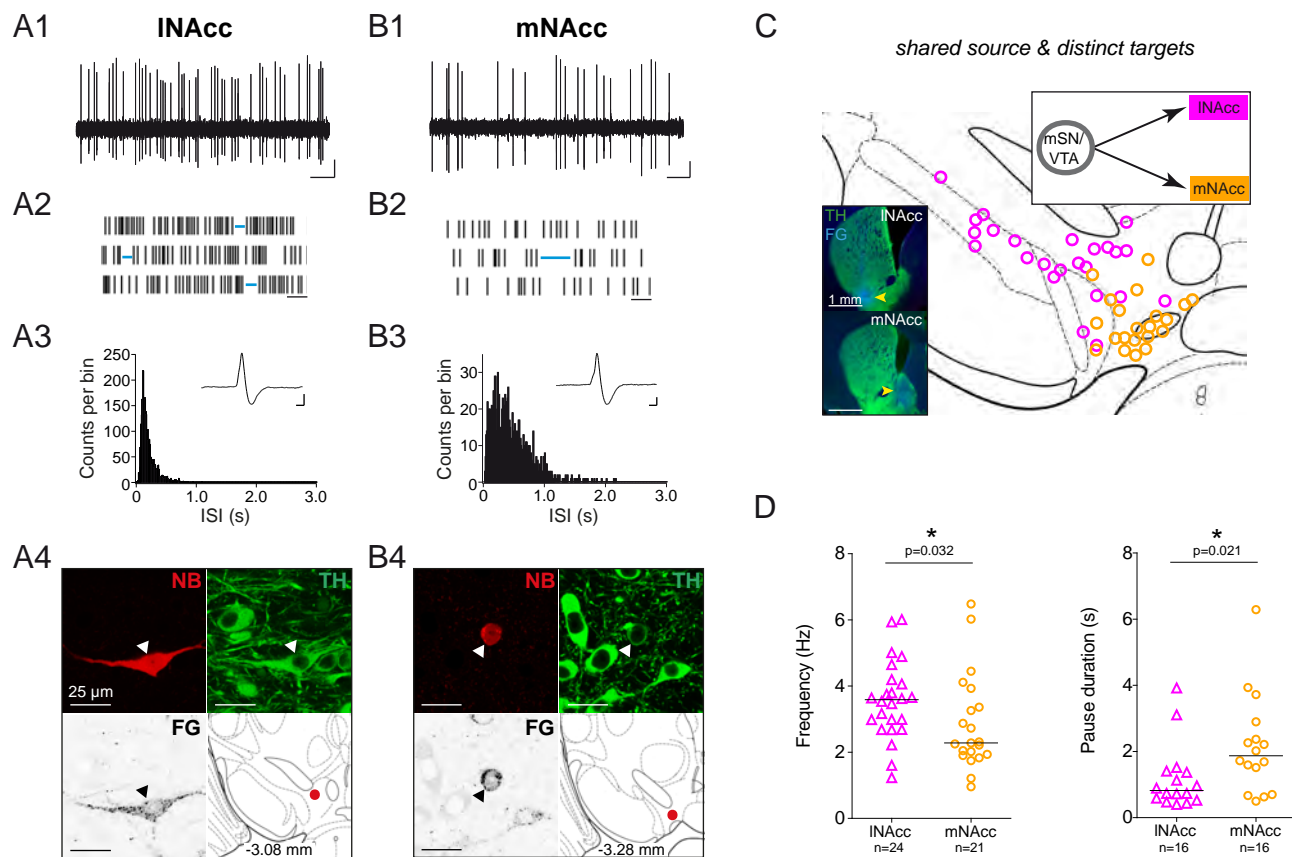 A1
lNAcc
B1
mNAcc
C
shared source & distinct targets
mSN/
VTA
lNAcc
mNAcc
TH
FG
lNAcc
1 mm
mNAcc
A2
B2
A3
Counts per bin
250
200
150
100
50
0
0
1.0
2.0
3.0
ISI (s)
B3
Counts per bin
30
20
10
0
0
1.0
2.0
3.0
ISI (s)
A4
NB
25 µm
TH
FG
-3.08 mm
B4
NB
TH
FG
-3.28 mm
D
Frequency (Hz)
8
6
4
2
0
*
p=0.032
lNAcc
n=24
mNAcc
n=21
Pause duration (s)
8
6
4
2
0
*
p=0.021
lNAcc
n=16
mNAcc
n=16